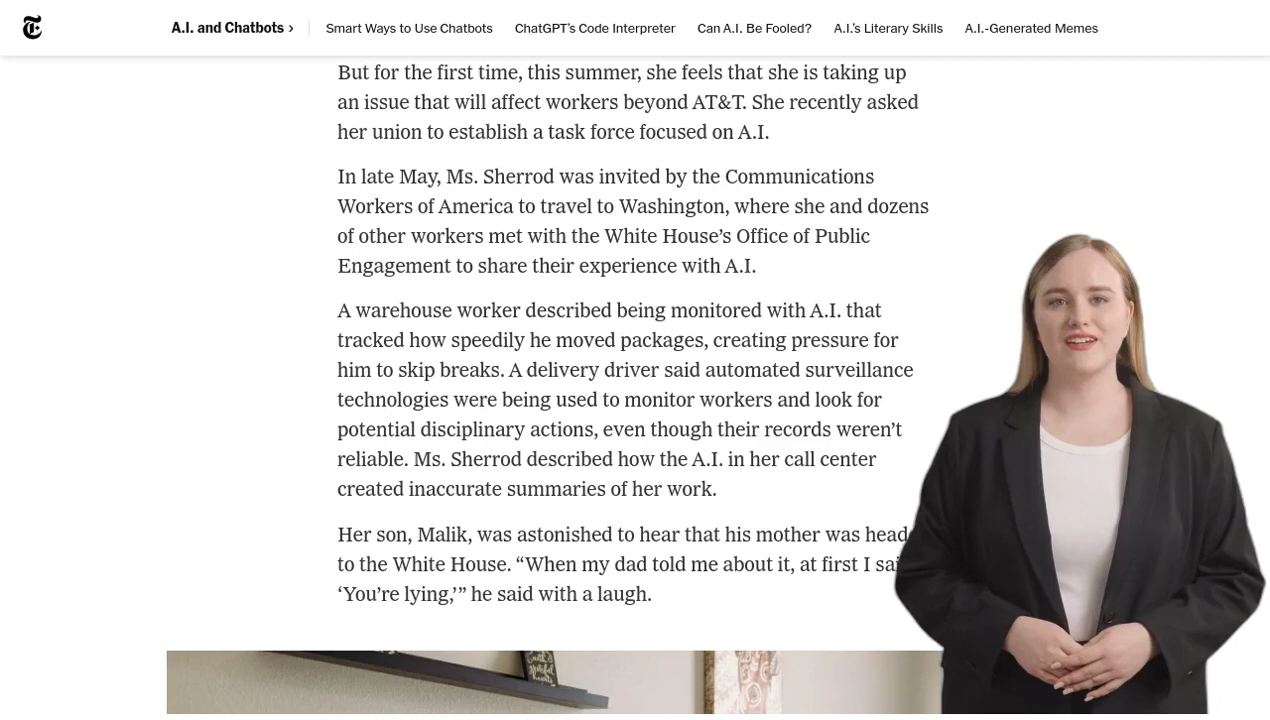 A.I. and Chatbots ›
Smart Ways to Use Chatbots
ChatGPT’s Code Interpreter
Can A.I. Be Fooled?
A.I.’s Literary Skills
A.I.-Generated Memes
But for the first time, this summer, she feels that she is taking up
an issue that will affect workers beyond AT&T. She recently asked
her union to establish a task force focused on A.I.
In late May, Ms. Sherrod was invited by the Communications
Workers of America to travel to Washington, where she and dozens
of other workers met with the White House’s Office of Public
Engagement to share their experience with A.I.
A warehouse worker described being monitored with A.I. that
tracked how speedily he moved packages, creating pressure for
him to skip breaks. A delivery driver said automated surveillance
technologies were being used to monitor workers and look for
potential disciplinary actions, even though their records weren’t
reliable. Ms. Sherrod described how the A.I. in her call center
created inaccurate summaries of her work.
Her son, Malik, was astonished to hear that his mother was
to the White House. “When my dad told me about it, at first I
‘You’re lying,’” he said with a laugh.